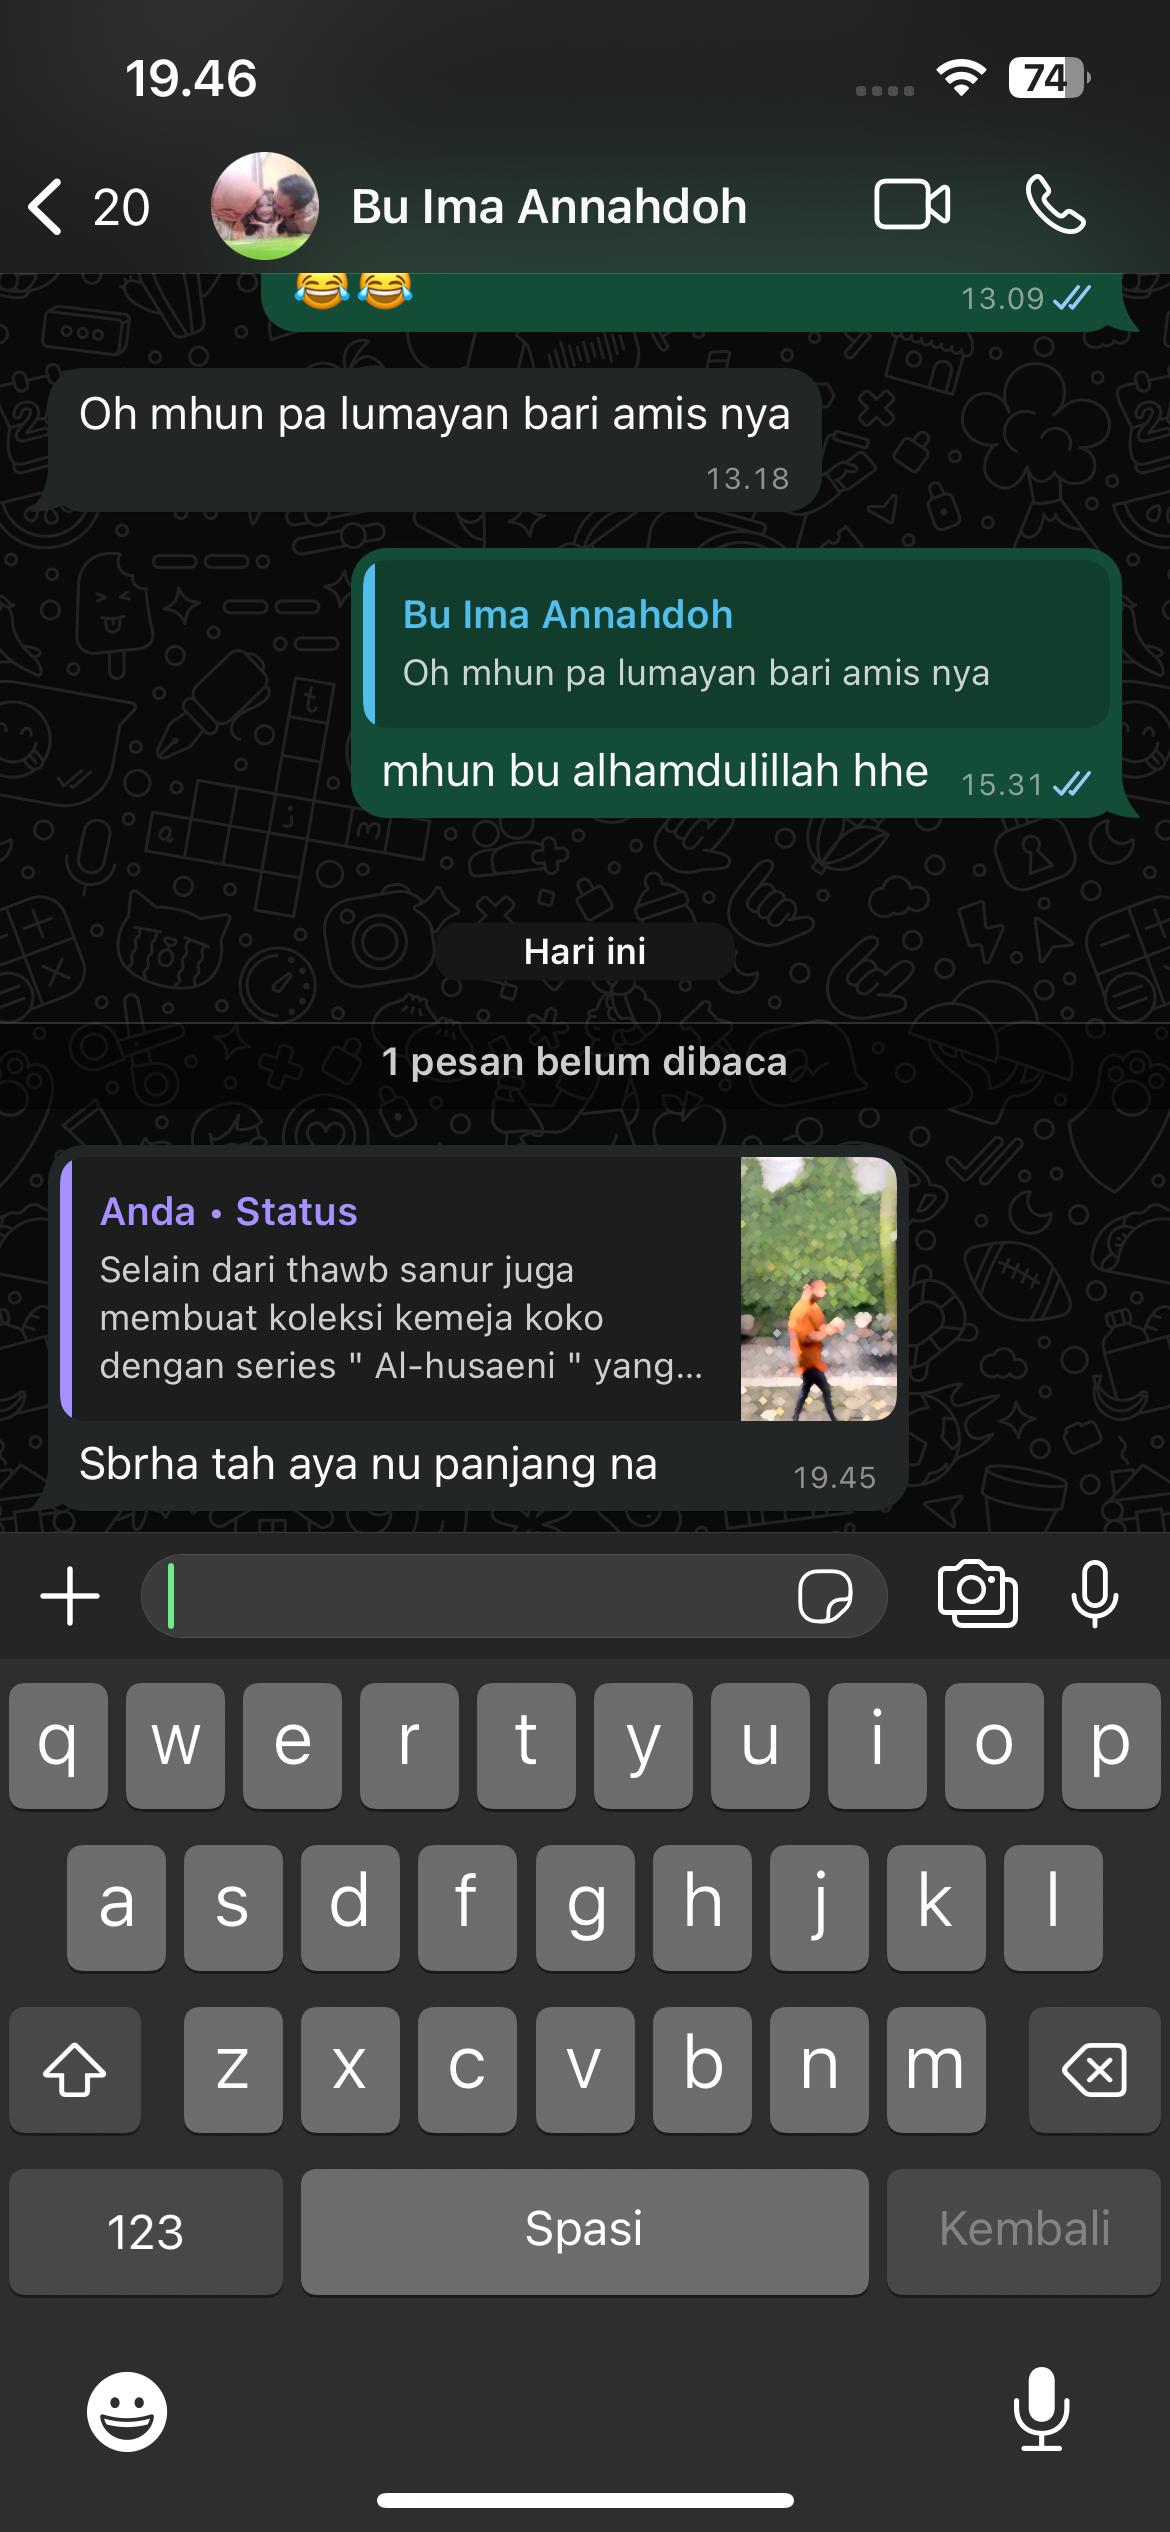 19.46
74
20
Bu Ima Annahdoh
😂😂
13.09
Oh mhun pa lumayan bari amis nya
13.18
Bu Ima Annahdoh
Oh mhun pa lumayan bari amis nya
mhun bu alhamdulillah hhe
15.31
Hari ini
1 pesan belum dibaca
Anda • Status
Selain dari thawb sanur juga
membuat koleksi kemeja koko
dengan series " Al-husaeni " yang...
Sbrha tah aya nu panjang na
19.45
q w e r t y u i o p
a s d f g h j k l
z x c v b n m
123 Spasi Kembali